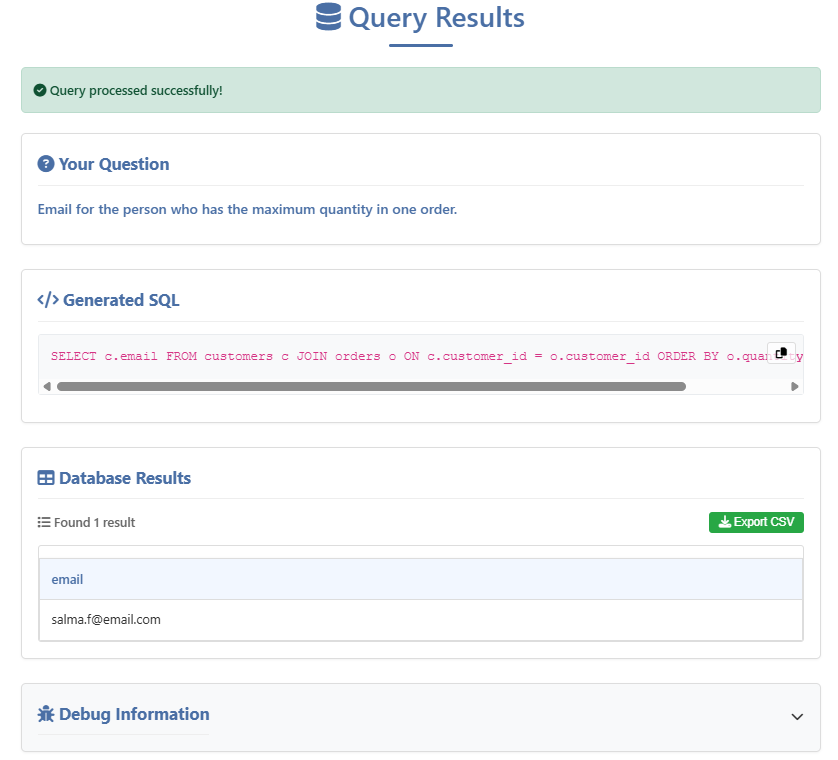 Query Results
Query processed successfully!
Your Question
Email for the person who has the maximum quantity in one order.
Generated SQL
SELECT c.email FROM customers c JOIN orders o ON c.customer_id = o.customer_id ORDER BY
Database Results
Found 1 result
Export CSV
email
salma.f@email.com
Debug Information